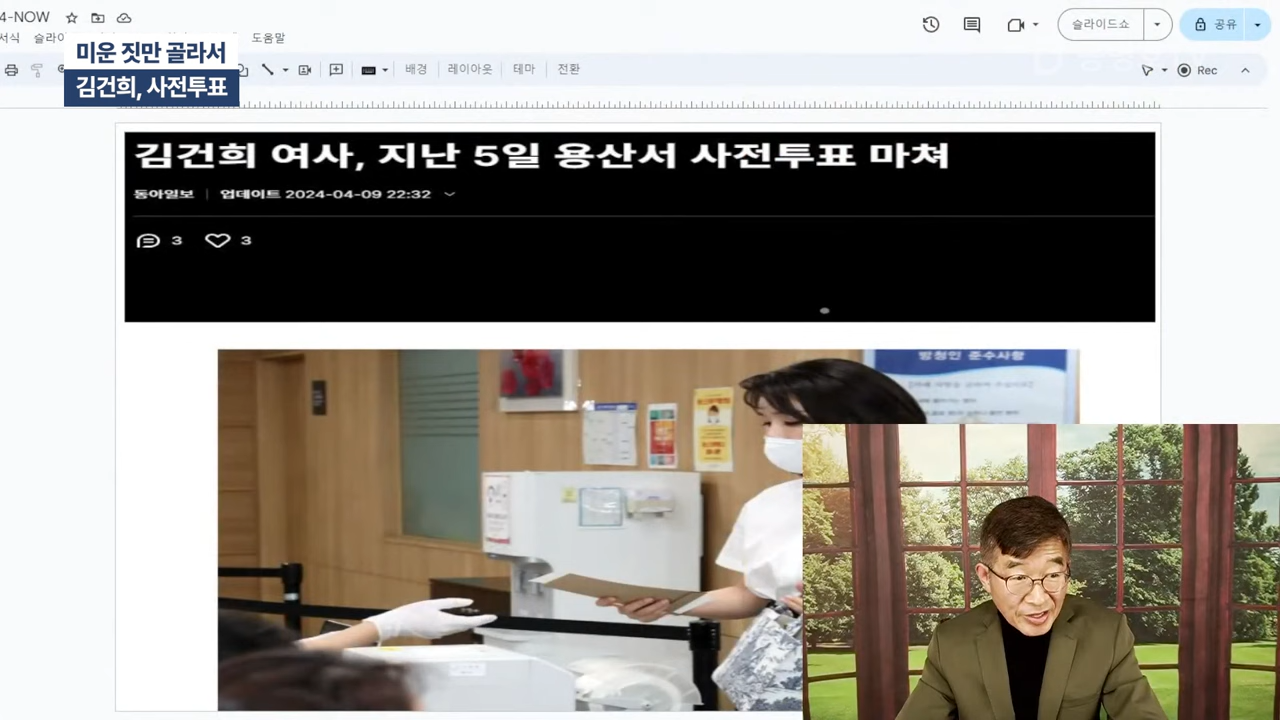 4-NOW
서식
도움말
슬라이드쇼
공유
미운 짓만 골라서
김건희, 사전투표
배경
레이아웃
테마
전환
Rec
김건희 여사, 지난 5일 용산서 사전투표 마쳐
동아일보 | 업데이트 2024-04-09 22:32
3 3
방청인 준수사항